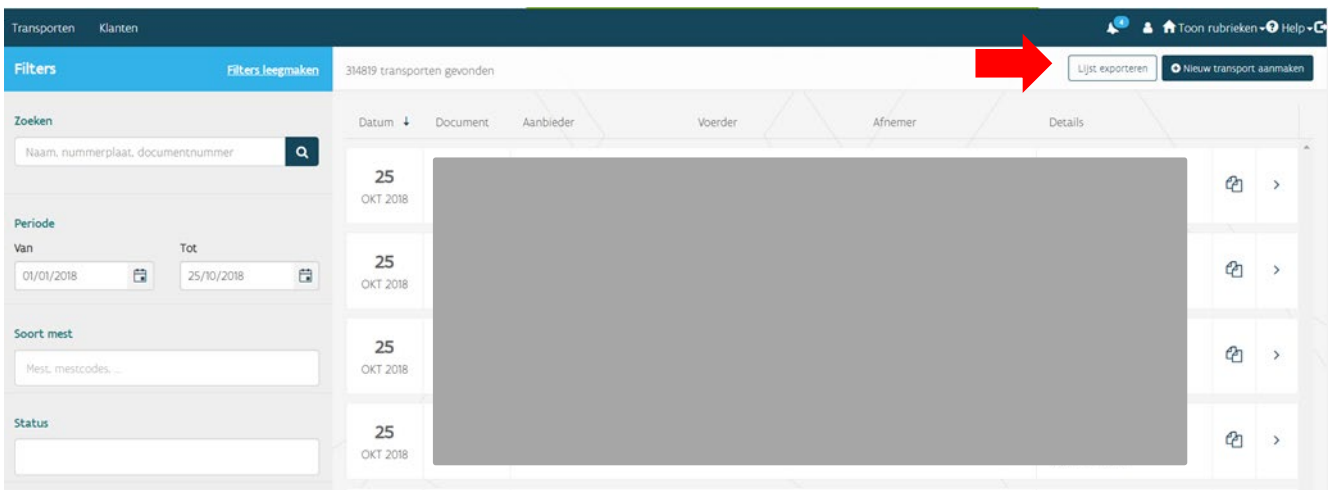 Transporten Klanten
4 Toon rubrieken Help
Filters Filters leegmaken
314819 transporten gevonden
Lijst exporteren Nieuw transport aanmaken
Zoeken
Naam, nummerplaat, documentnummer
Periode
Van Tot
01/01/2018 25/10/2018
Soort mest
Mest, mestcodes, ...
Status
Datum Document Aanbieder Voerder Afnemer Details
25
OKT 2018
25
OKT 2018
25
OKT 2018
25
OKT 2018